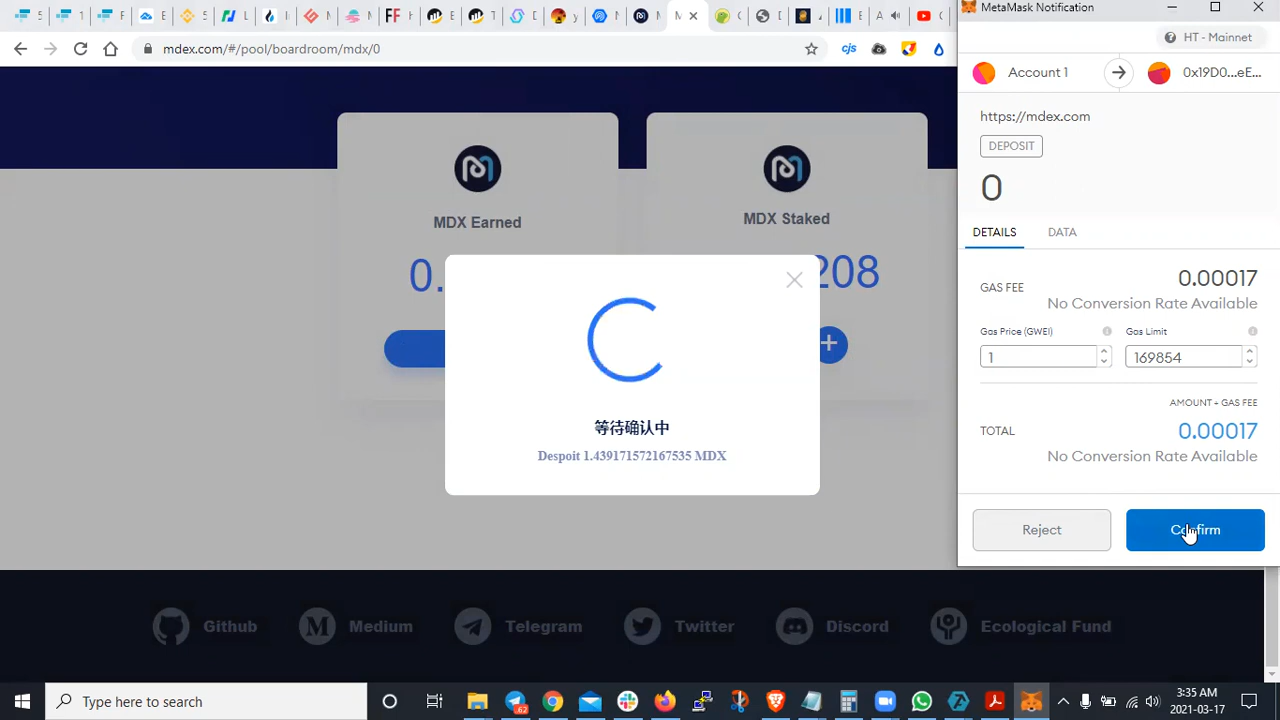 MetaMask Notification
mdex.com/#/pool/boardroom/mdx/0
cjs
HT - Mainnet
Account 1
0x19D0...eE...
https://mdex.com
DEPOSIT
0
DETAILS
DATA
GAS FEE
0.00017
No Conversion Rate Available
Gas Price (GWEI)
Gas Limit
1
169854
AMOUNT + GAS FEE
TOTAL
0.00017
No Conversion Rate Available
Reject
Confirm
MDX Earned
MDX Staked
0.
208
等待确认中
Despoit 1.439171572167535 MDX
Github
Medium
Telegram
Twitter
Discord
Ecological Fund
Type here to search
62
3:35 AM
2021-03-17